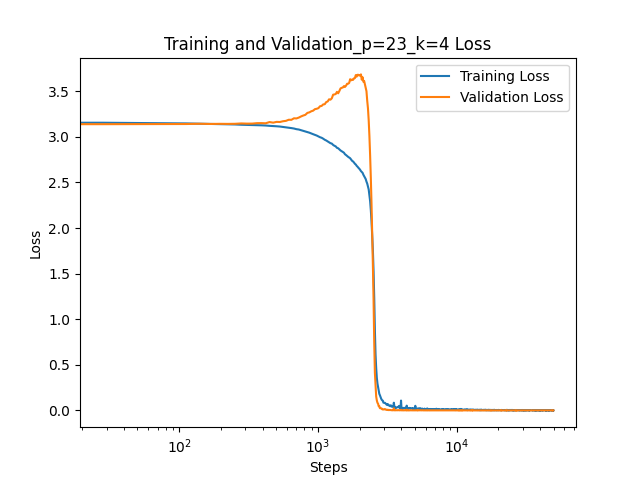 Training and Validation_p=23_k=4 Loss
Training Loss
Validation Loss
3.5
3.0
2.5
2.0
1.5
1.0
0.5
0.0
Loss
10²
10³
10⁴
Steps